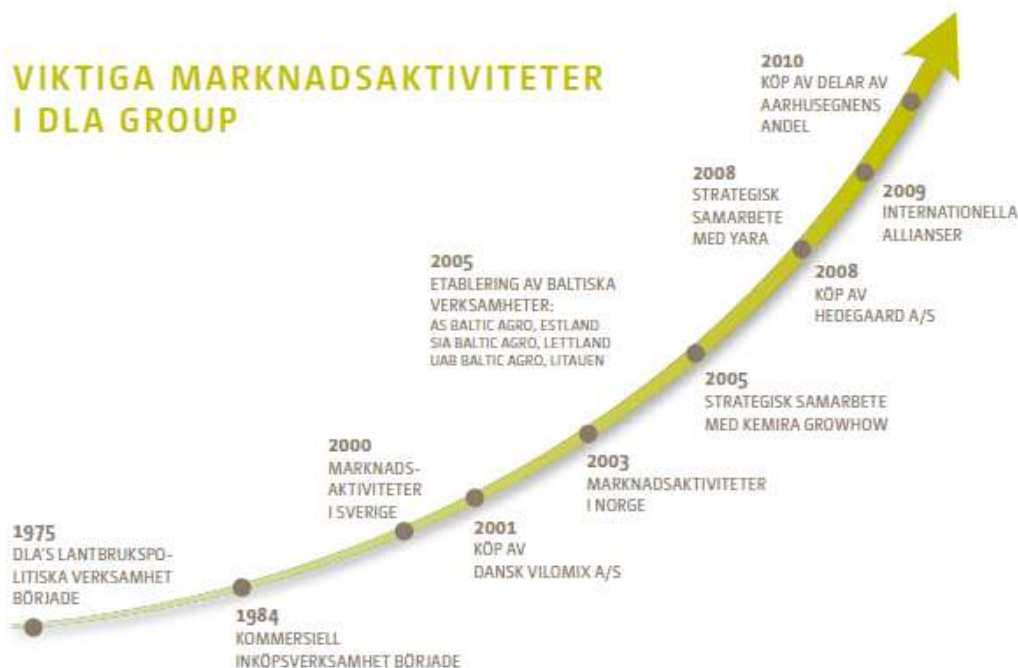 VIKTIGA MARKNADSAKTIVITETER
I DLA GROUP
1975
DLA'S LANTBRUKSPO-
LITISKA VERKSAMHET
BÖRJADE
1984
KOMMERSIELL
INKÖPSVERKSAMHET BÖRJADE
2000
MARKNADS-
AKTIVITETER
I SVERIGE
2001
KÖP AV
DANSK VILOMIX A/S
2003
MARKNADSAKTIVITETER
I NORGE
2005
ETABLERING AV BALTISKA
VERKSAMHETER:
AS BALTIC AGRO, ESTLAND
SIA BALTIC AGRO, LETTLAND
UAB BALTIC AGRO, LITAUEN
2005
STRATEGISK SAMARBETE
MED KEMIRA GROWHOW
2008
STRATEGISK
SAMARBETE
MED YARA
2008
KÖP AV
HEDEGAARD A/S
2009
INTERNATIONELLA
ALLIANSER
2010
KÖP AV DELAR AV
AARHUSEGNENS
ANDEL